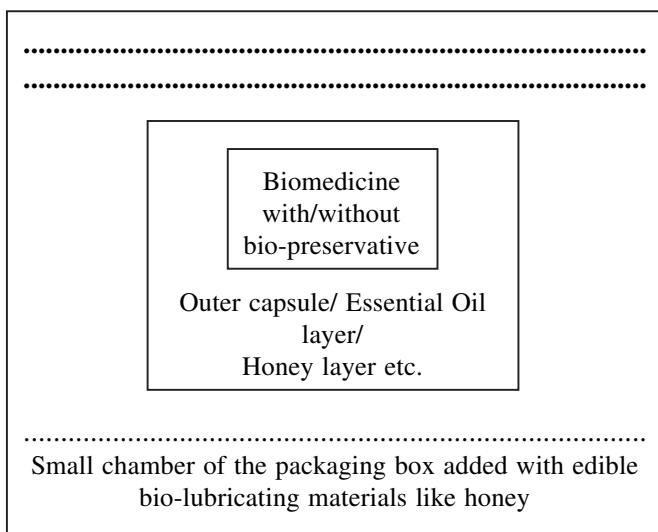 Biomedicine
with/without
bio-preservative
Outer capsule/ Essential Oil
layer/
Honey layer etc.
Small chamber of the packaging box added with edible
bio-lubricating materials like honey